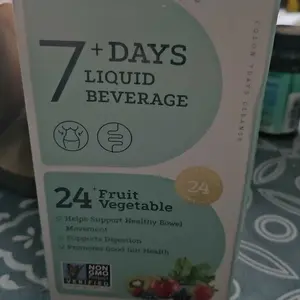 7+ DAYS
LIQUID
BEVERAGE
24+ Fruit
Vegetable
24
Helps Support Healthy Bowel
Movement
Supports Digestion
Promotes Good Gut Health
NON
GMO
VERIFIED